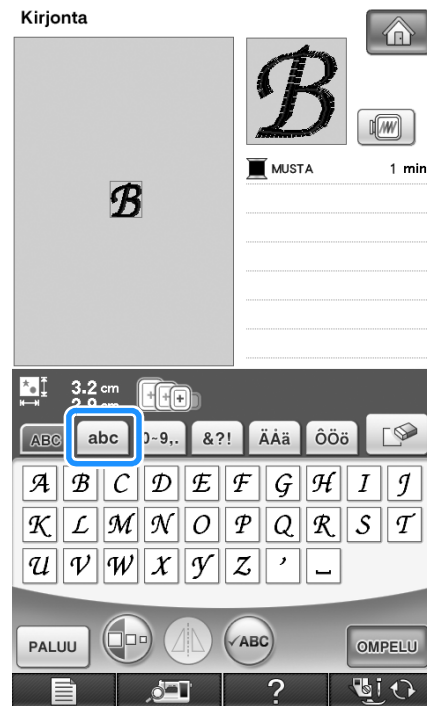 Kirjonta
B
MUSTA 1 min
B
3.2 cm
2.9 cm
ABC abc 0~9,. &?! ÄÅä ÔÖö
A B C D E F G H I J
K L M N O P Q R S T
U V W X Y Z ’ ⎵
PALUU ABC OMPELU
?